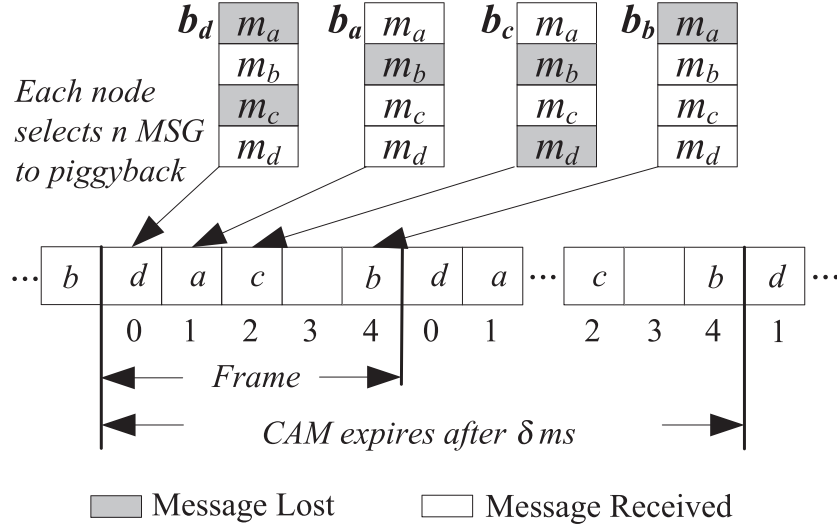 b_d b_a b_c b_b
m_a m_a m_a m_a
m_b m_b m_b m_b
m_c m_c m_c m_c
m_d m_d m_d m_d
Each node
selects n MSG
to piggyback
... b d a c b d a ... c b d ...
0 1 2 3 4 0 1 2 3 4 1
Frame
CAM expires after δ ms
Message Lost Message Received